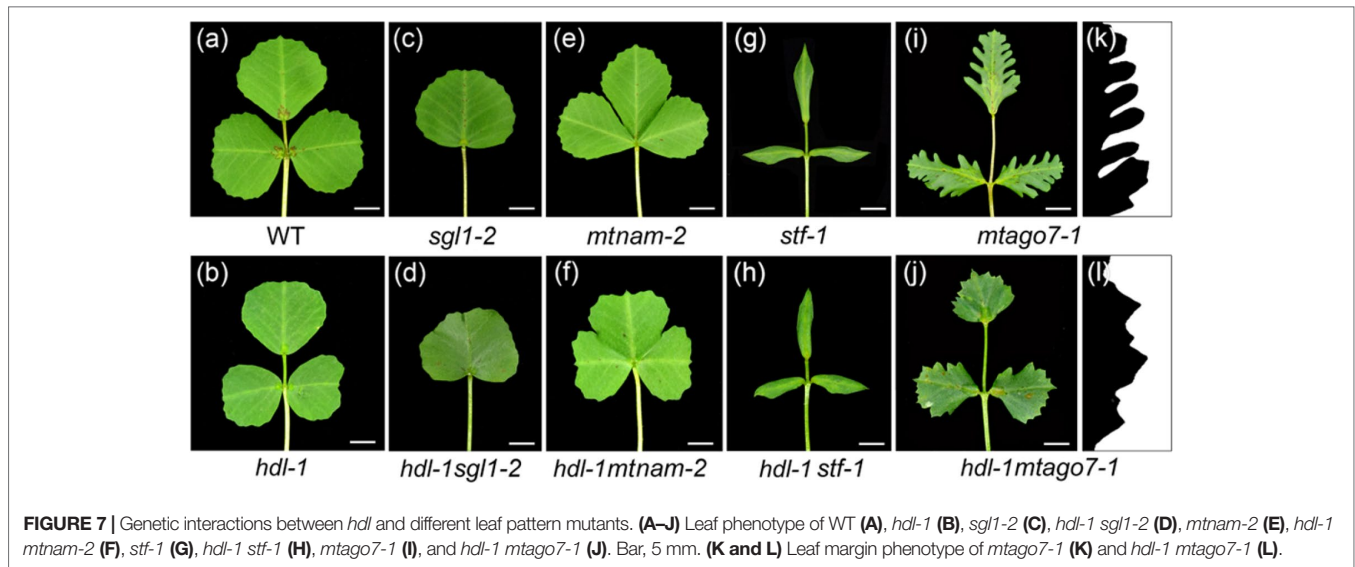 (a) (c) (e) (g) (i) (k)
WT sgl1-2 mtnam-2 stf-1 mtago7-1
(b) (d) (f) (h) (j) (l)
hdl-1 hdl-1sgl1-2 hdl-1mtnam-2 hdl-1 stf-1 hdl-1mtago7-1
FIGURE 7 | Genetic interactions between hdl and different leaf pattern mutants. (A–J) Leaf phenotype of WT (A), hdl-1 (B), sgl1-2 (C), hdl-1 sgl1-2 (D), mtnam-2 (E), hdl-1
mtnam-2 (F), stf-1 (G), hdl-1 stf-1 (H), mtago7-1 (I), and hdl-1 mtago7-1 (J). Bar, 5 mm. (K and L) Leaf margin phenotype of mtago7-1 (K) and hdl-1 mtago7-1 (L).